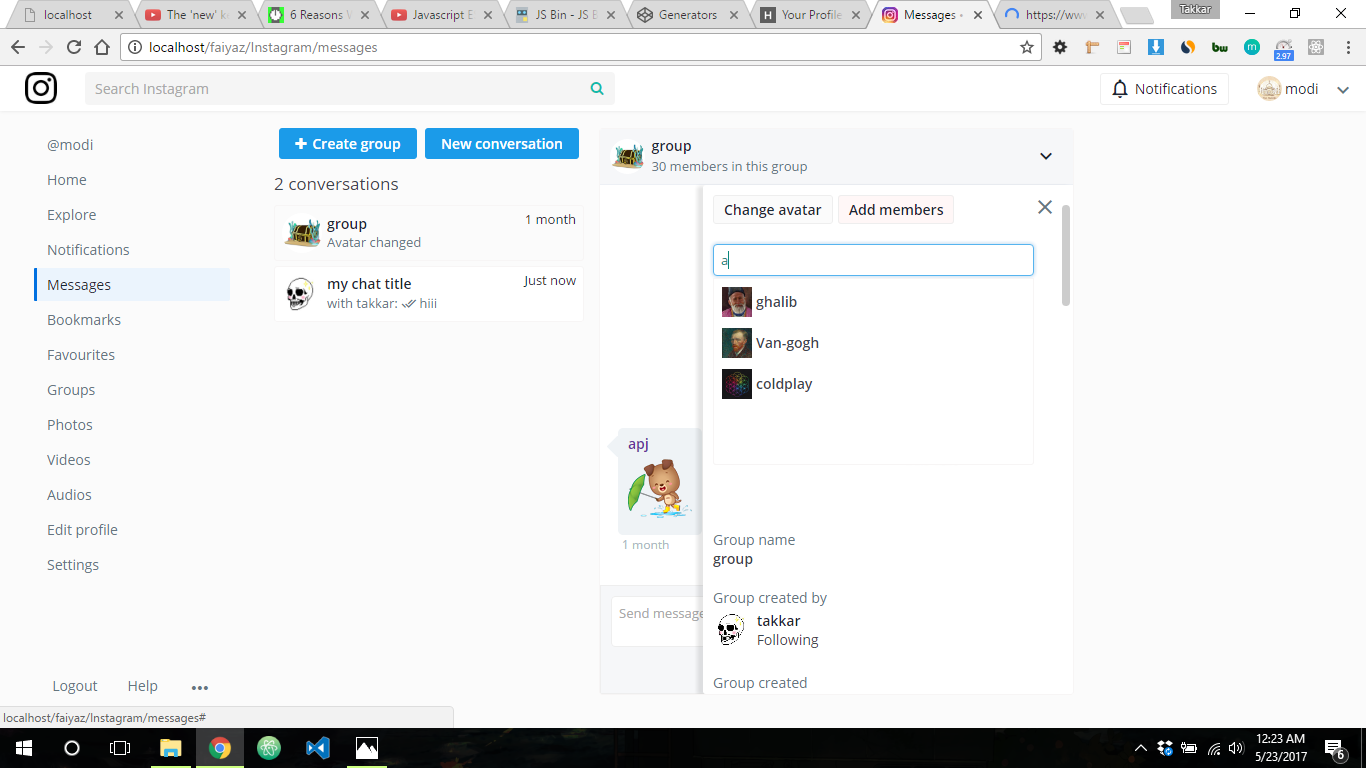 localhost
The 'new' k
6 Reasons
Javascript E
JS Bin - JS B
Generators
Your Profile
Messages •
https://ww
Takkar
localhost/faiyaz/Instagram/messages
bw
m
2.97
Search Instagram
Notifications
modi
@modi
Home
Explore
Notifications
Messages
Bookmarks
Favourites
Groups
Photos
Videos
Audios
Edit profile
Settings
Logout
Help
•••
+ Create group
New conversation
2 conversations
group
1 month
Avatar changed
my chat title
Just now
with takkar: hiii
group
30 members in this group
apj
1 month
Send message
Change avatar
Add members
a
ghalib
Van-gogh
coldplay
Group name
group
Group created by
takkar
Following
Group created
localhost/faiyaz/Instagram/messages#
12:23 AM
5/23/2017
6